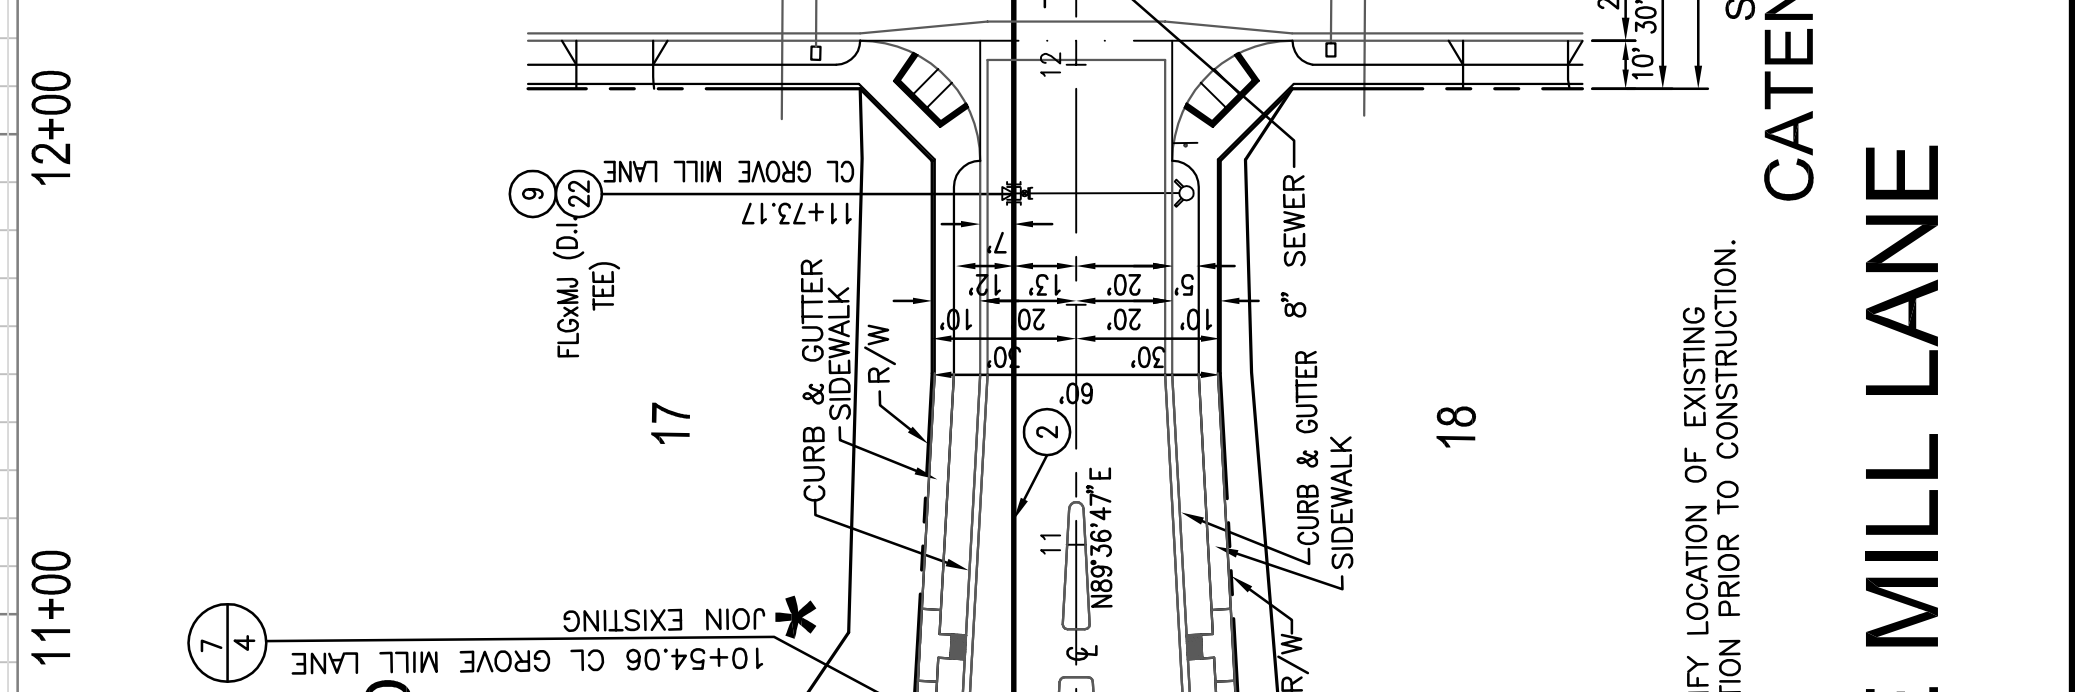 12+00
11+00
9
22
FLGxMJ (D.I.
TEE)
CL GROVE MILL LANE
11+73.17
17
CURB & GUTTER
SIDEWALK
R/W
7
4
JOIN EXISTING
10+54.06 CL GROVE MILL LANE
*
12
7'
12' 13' 20' 5'
10' 20' 20' 10'
30' 30'
60'
2
11
N89°36'47"E
℄
8" SEWER
CURB & GUTTER
SIDEWALK
R/W
18
10' 30'
CATEN
FY LOCATION OF EXISTING
TION PRIOR TO CONSTRUCTION.
MILL LANE